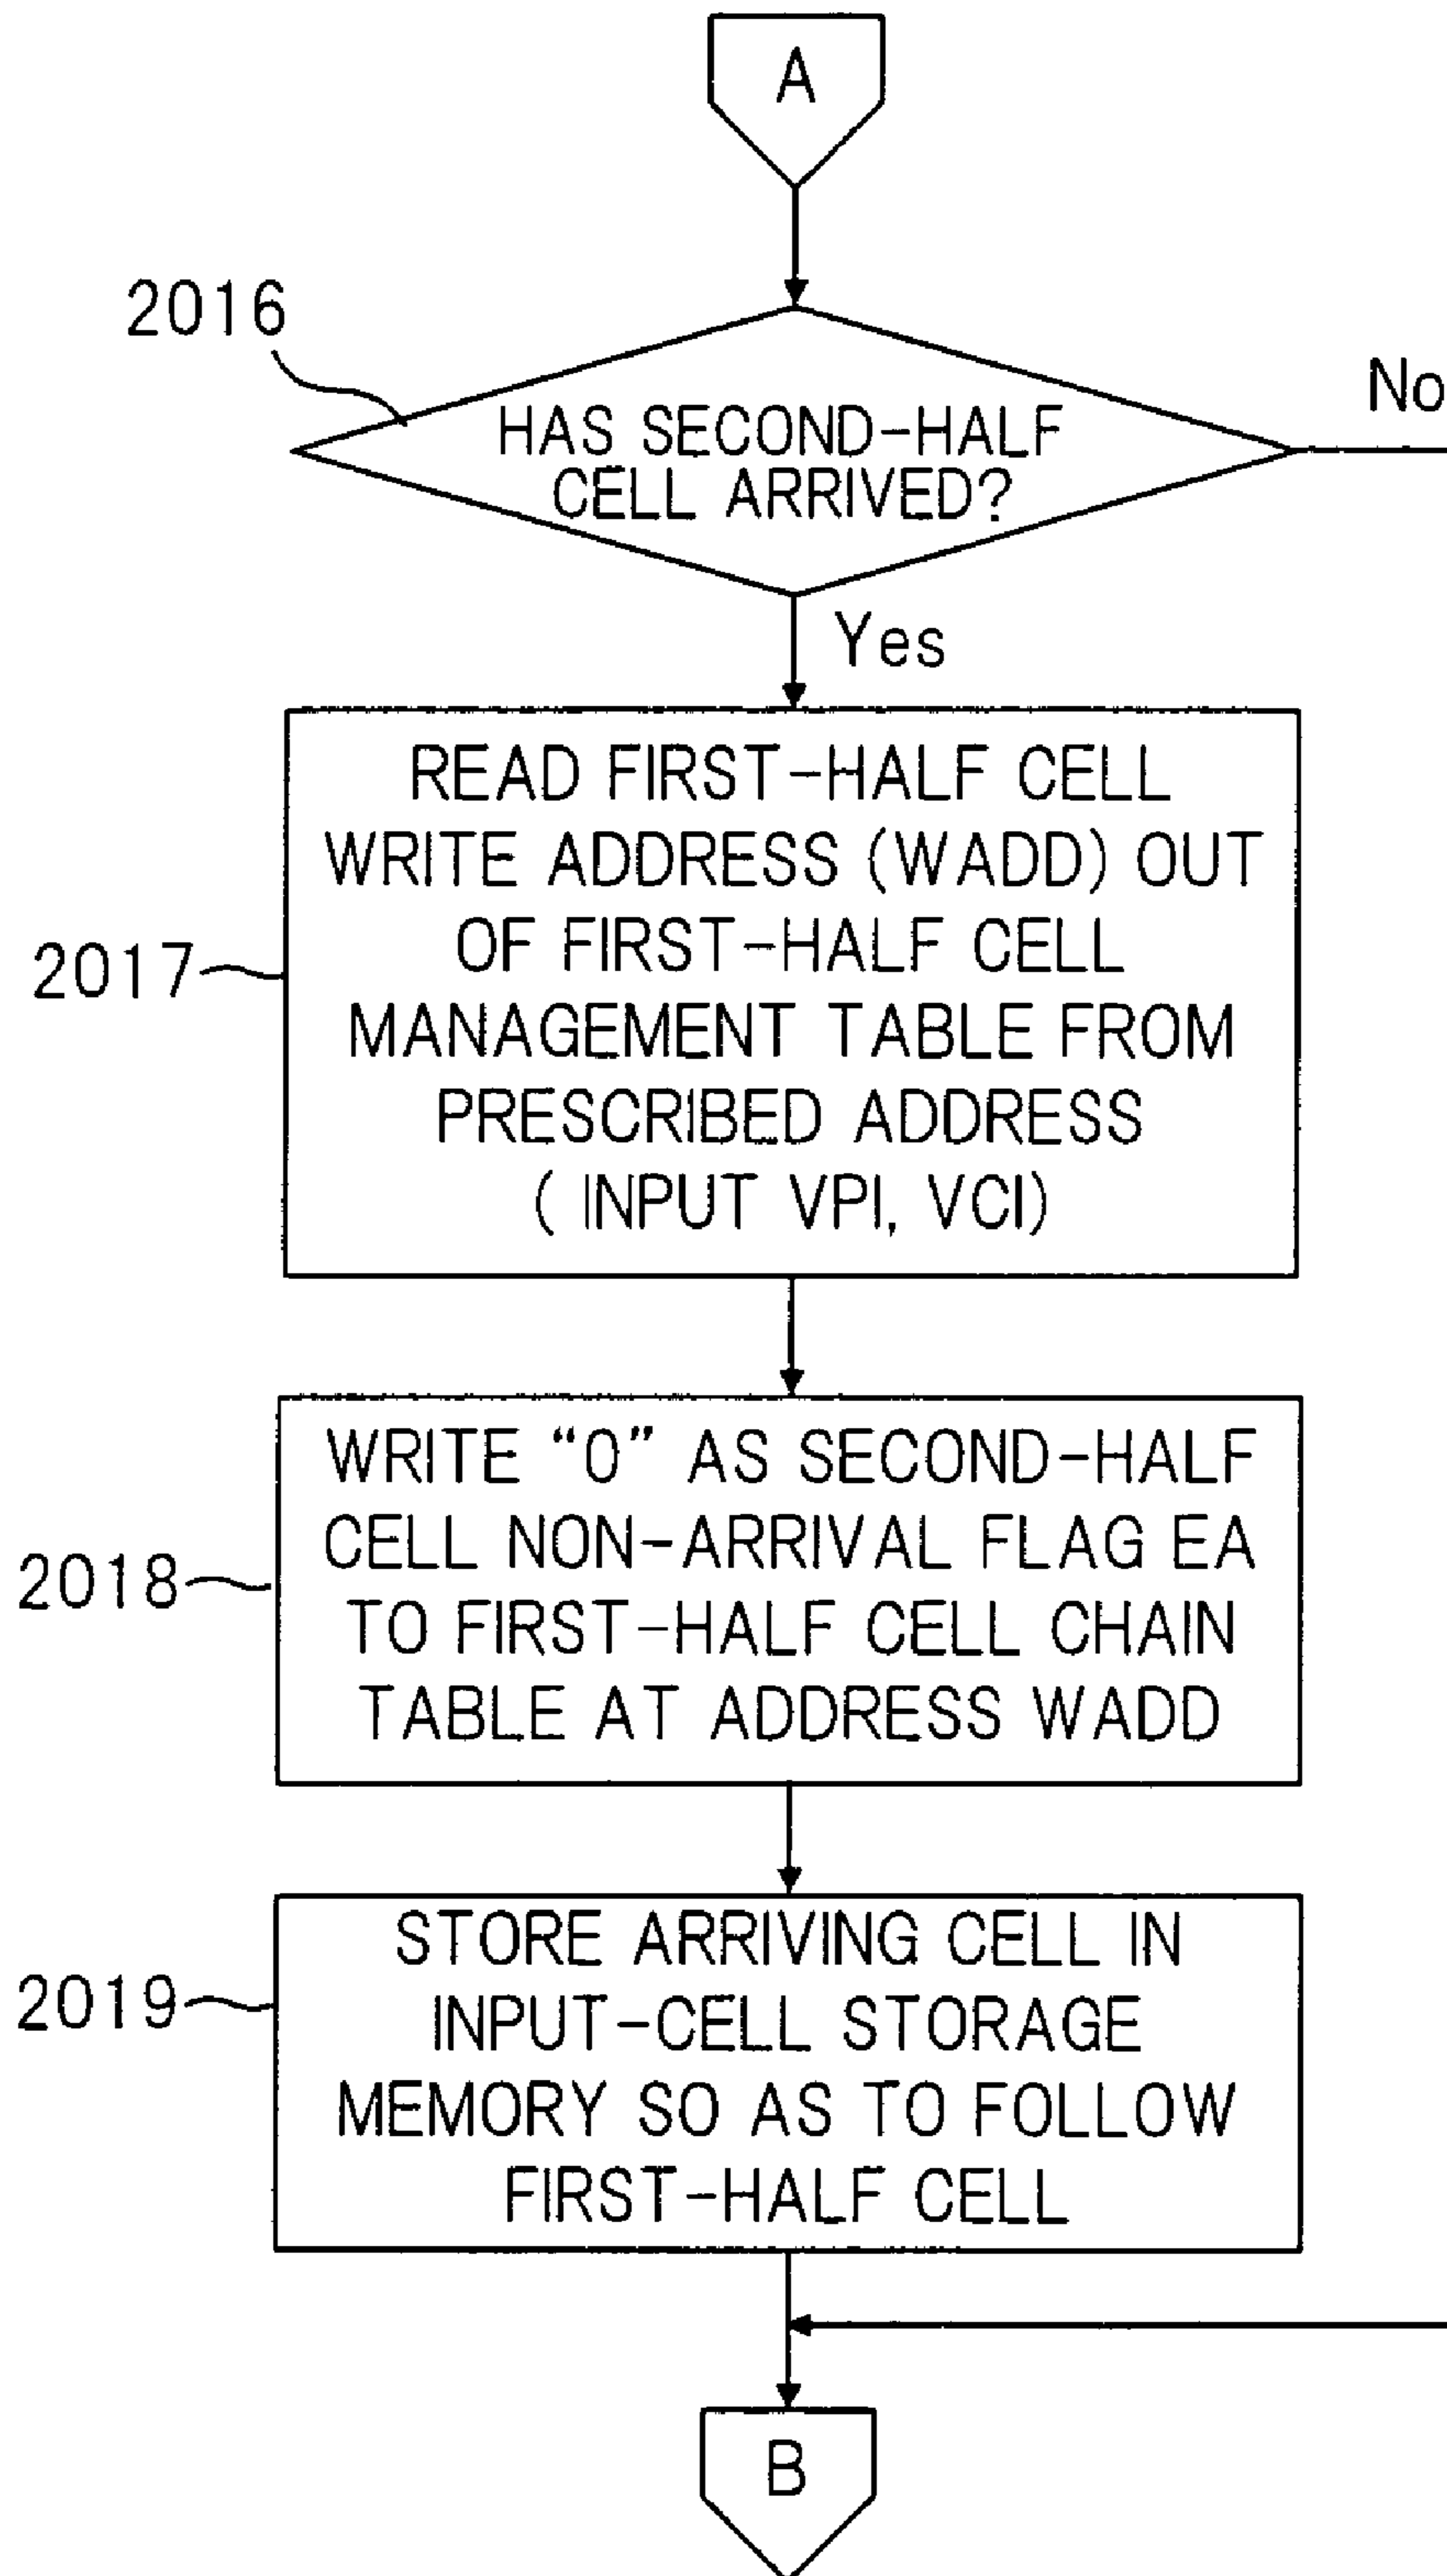 A
2016
No
HAS SECOND-HALF
CELL ARRIVED?
Yes
READ FIRST-HALF CELL
WRITE ADDRESS (WADD) OUT
OF FIRST-HALF CELL
2017
MANAGEMENT TABLE FROM
PRESCRIBED ADDRESS
( INPUT VPI, VCI)
WRITE “0” AS SECOND-HALF
CELL NON-ARRIVAL FLAG EA
2018
TO FIRST-HALF CELL CHAIN
TABLE AT ADDRESS WADD
STORE ARRIVING CELL IN
2019
INPUT-CELL STORAGE
MEMORY SO AS TO FOLLOW
FIRST-HALF CELL
B